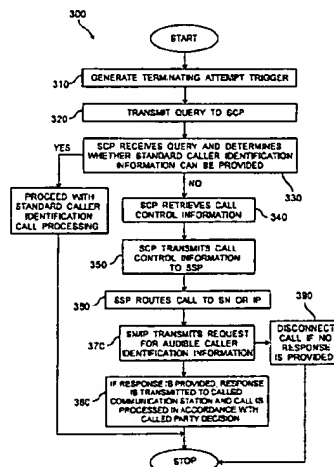 300
START
GENERATE TERMINATING ATTEMPT TRIGGER
310
TRANSMIT QUERY TO SCP
320
YES
SCP RECEIVES QUERY AND DETERMINES
WHETHER STANDARD CALLER IDENTIFICATION
INFORMATION CAN BE PROVIDED
330
NO
PROCEED WITH
STANDARD CALLER
IDENTIFICATION
CALL PROCESSING
SCP RETRIEVES CALL
CONTROL INFORMATION
340
350
SCP TRANSMITS CALL
CONTROL INFORMATION
TO SSP
360
SSP ROUTES CALL TO SN OR IP
390
DISCONNECT
CALL IF NO
RESPONSE
IS PROVIDED
370
SN/IP TRANSMITS REQUEST
FOR AUDIBLE CALLER
IDENTIFICATION INFORMATION
380
IF RESPONSE IS PROVIDED, RESPONSE
IS TRANSMITTED TO CALLED
COMMUNICATION STATION AND CALL IS
PROCESSED IN ACCORDANCE WITH
CALLED PARTY DECISION
STOP